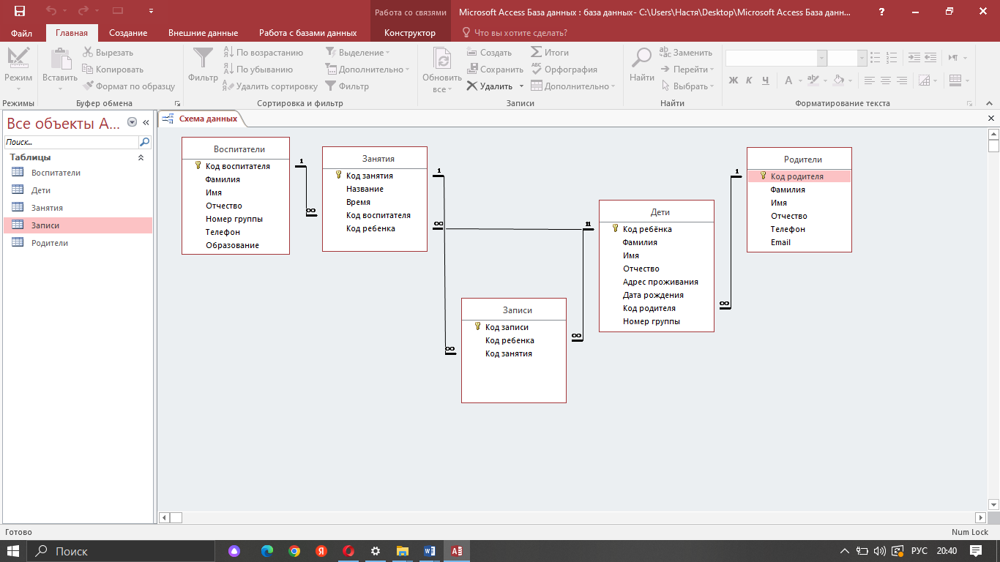 Работа со связями
Microsoft Access База данных : база данных- C:\Users\Настя\Desktop\Microsoft Access База данн...
?
Файл
Главная
Создание
Внешние данные
Работа с базами данных
Конструктор
Что вы хотите сделать?
Режим
Режимы
Вставить
Вырезать
Копировать
Формат по образцу
Буфер обмена
Фильтр
По возрастанию
По убыванию
Удалить сортировку
Выделение
Дополнительно
Фильтр
Сортировка и фильтр
Обновить
все
Создать
Сохранить
Удалить
Итоги
Орфография
Дополнительно
Записи
Найти
Заменить
Перейти
Выбрать
Найти
Ж К Ч А
Форматирование текста
Все объекты A...
Поиск...
Таблицы
Воспитатели
Дети
Занятия
Записи
Родители
Схема данных
Воспитатели
Код воспитателя
Фамилия
Имя
Отчество
Номер группы
Телефон
Образование
1
∞
Занятия
Код занятия
Название
Время
Код воспитателя
Код ребенка
1
∞
∞
Записи
Код записи
Код ребенка
Код занятия
∞
Дети
Код ребёнка
Фамилия
Имя
Отчество
Адрес проживания
Дата рождения
Код родителя
Номер группы
∞
1
Родители
Код родителя
Фамилия
Имя
Отчество
Телефон
Email
Готово
Num Lock
Поиск
РУС
20:40